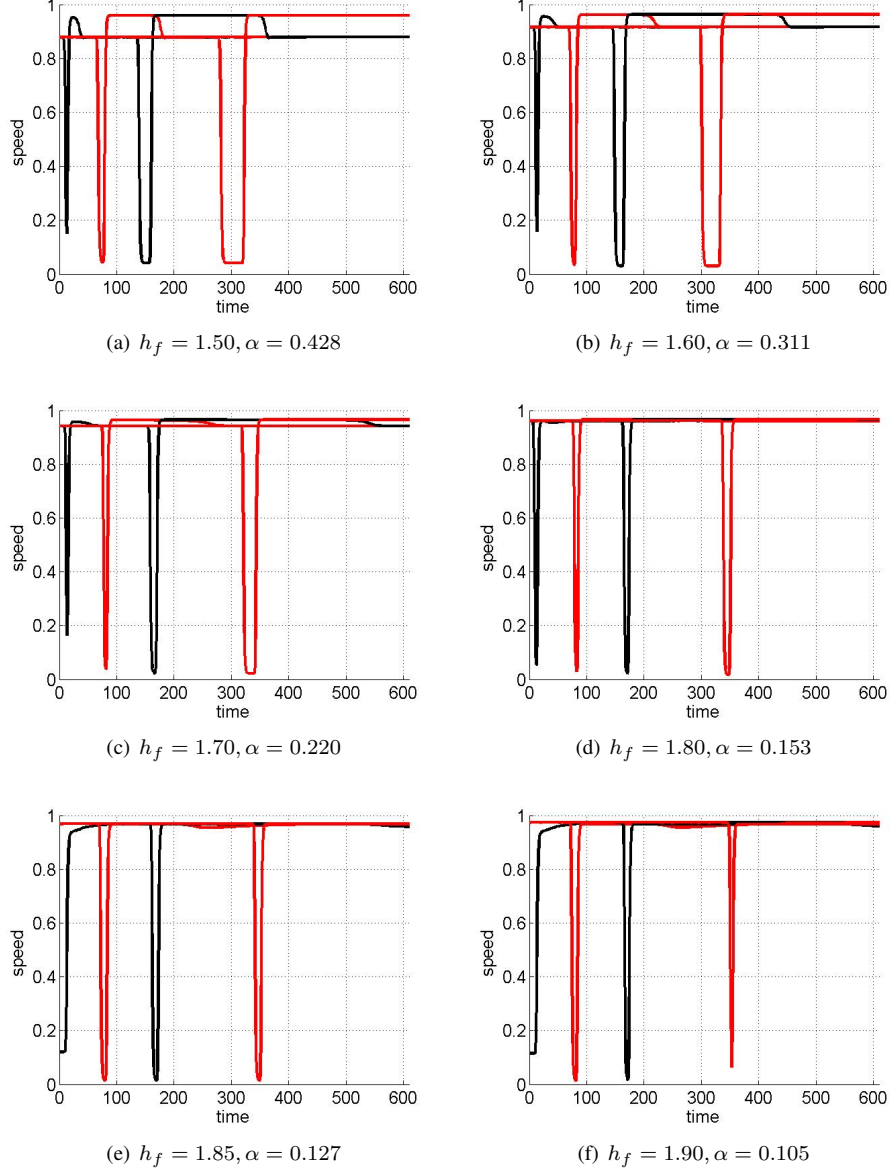 1
0.8
0.6
0.4
0.2
0
speed
0 100 200 300 400 500 600
time
(a) h_f = 1.50, α = 0.428
1
0.8
0.6
0.4
0.2
0
speed
0 100 200 300 400 500 600
time
(b) h_f = 1.60, α = 0.311
1
0.8
0.6
0.4
0.2
0
speed
0 100 200 300 400 500 600
time
(c) h_f = 1.70, α = 0.220
1
0.8
0.6
0.4
0.2
0
speed
0 100 200 300 400 500 600
time
(d) h_f = 1.80, α = 0.153
1
0.8
0.6
0.4
0.2
0
speed
0 100 200 300 400 500 600
time
(e) h_f = 1.85, α = 0.127
1
0.8
0.6
0.4
0.2
0
speed
0 100 200 300 400 500 600
time
(f) h_f = 1.90, α = 0.105